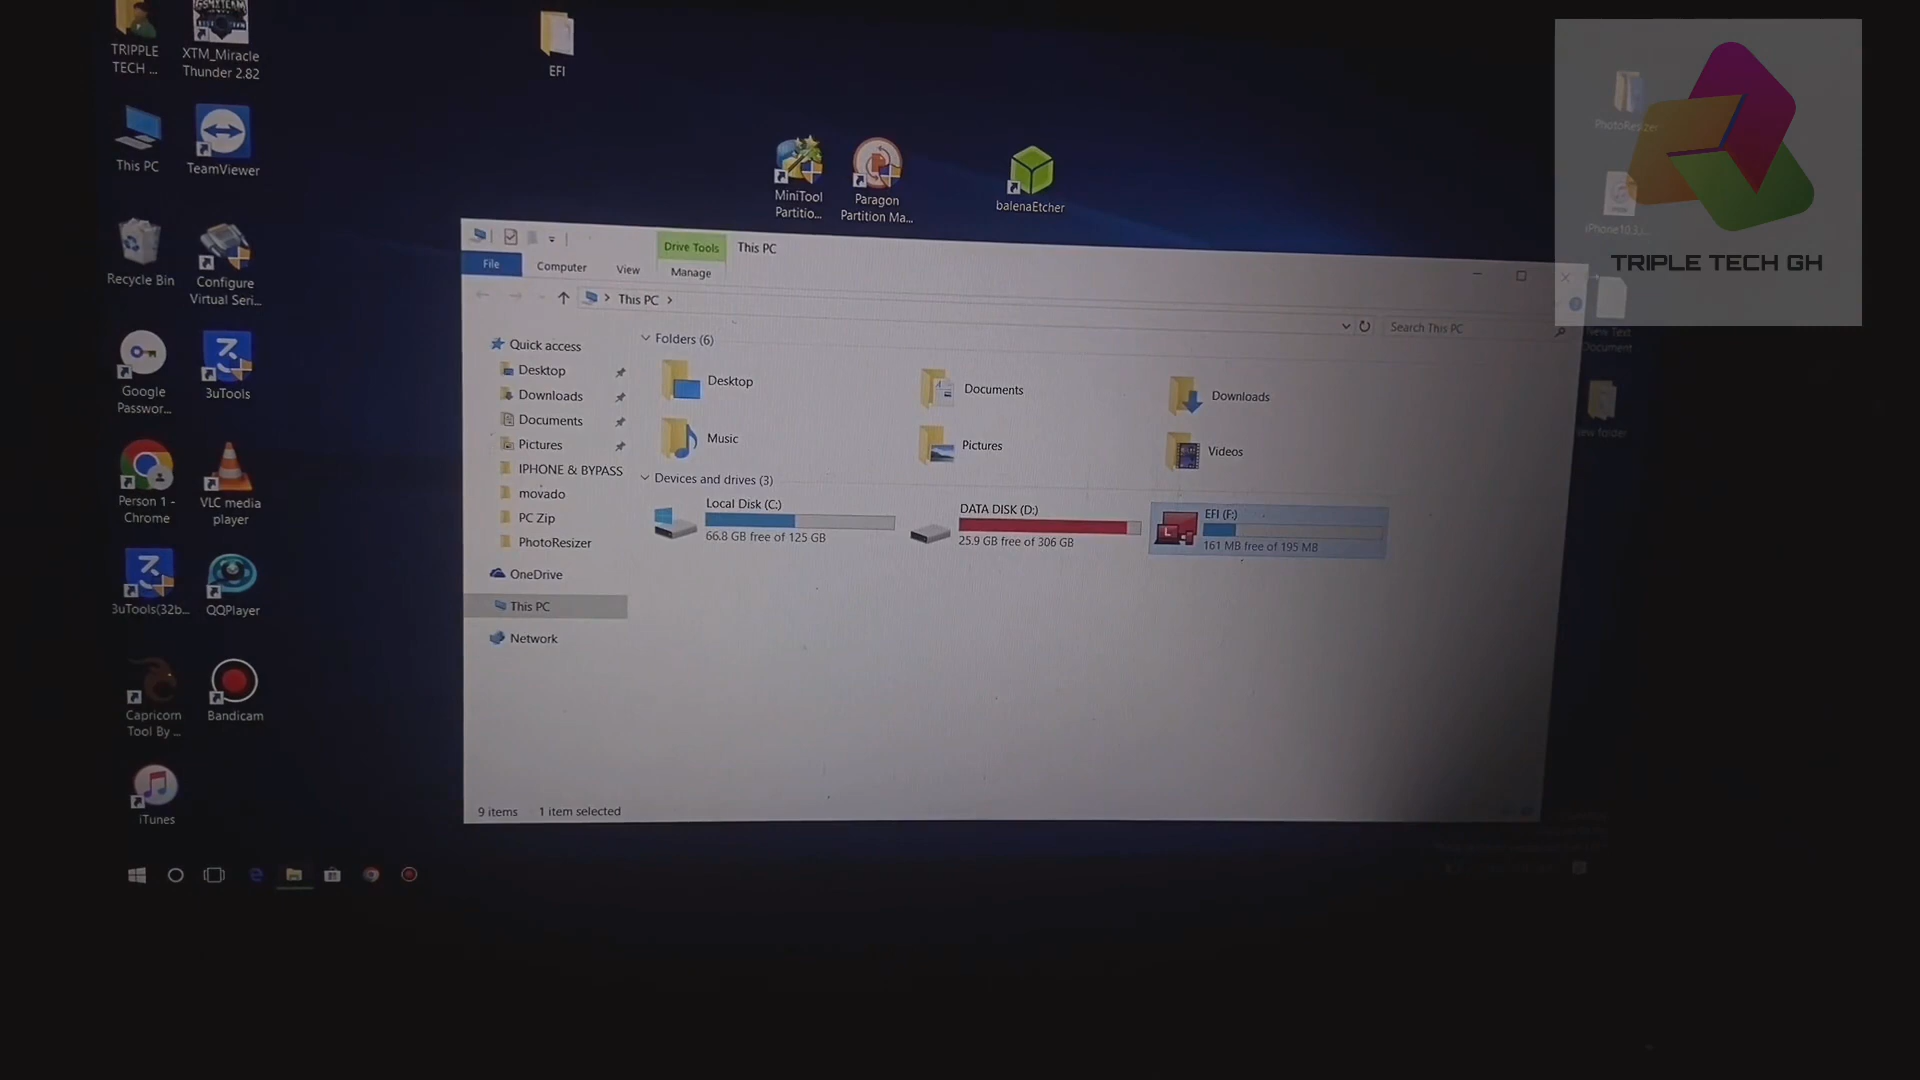 TRIPPLE
TECH ...
XTM_Miracle
Thunder 2.82
EFI
This PC
TeamViewer
MiniTool
Partitio...
Paragon
Partition Ma...
balenaEtcher
PhotoResizer
TRIPLE TECH GH
Recycle Bin
Configure
Virtual Seri...
Google
Passwor...
3uTools
Person 1 -
Chrome
VLC media
player
3uTools(32b...
QQPlayer
Capricorn
Tool By ...
Bandicam
iTunes
New Text
Document
Drive Tools
This PC
File
Computer
View
Manage
This PC
Search This PC
Quick access
Desktop
Downloads
Documents
Pictures
IPHONE & BYPASS
movado
PC Zip
PhotoResizer
OneDrive
This PC
Network
Folders (6)
Desktop
Documents
Downloads
Music
Pictures
Videos
Devices and drives (3)
Local Disk (C:)
66.8 GB free of 125 GB
DATA DISK (D:)
25.9 GB free of 306 GB
EFI (F:)
161 MB free of 195 MB
9 items
1 item selected